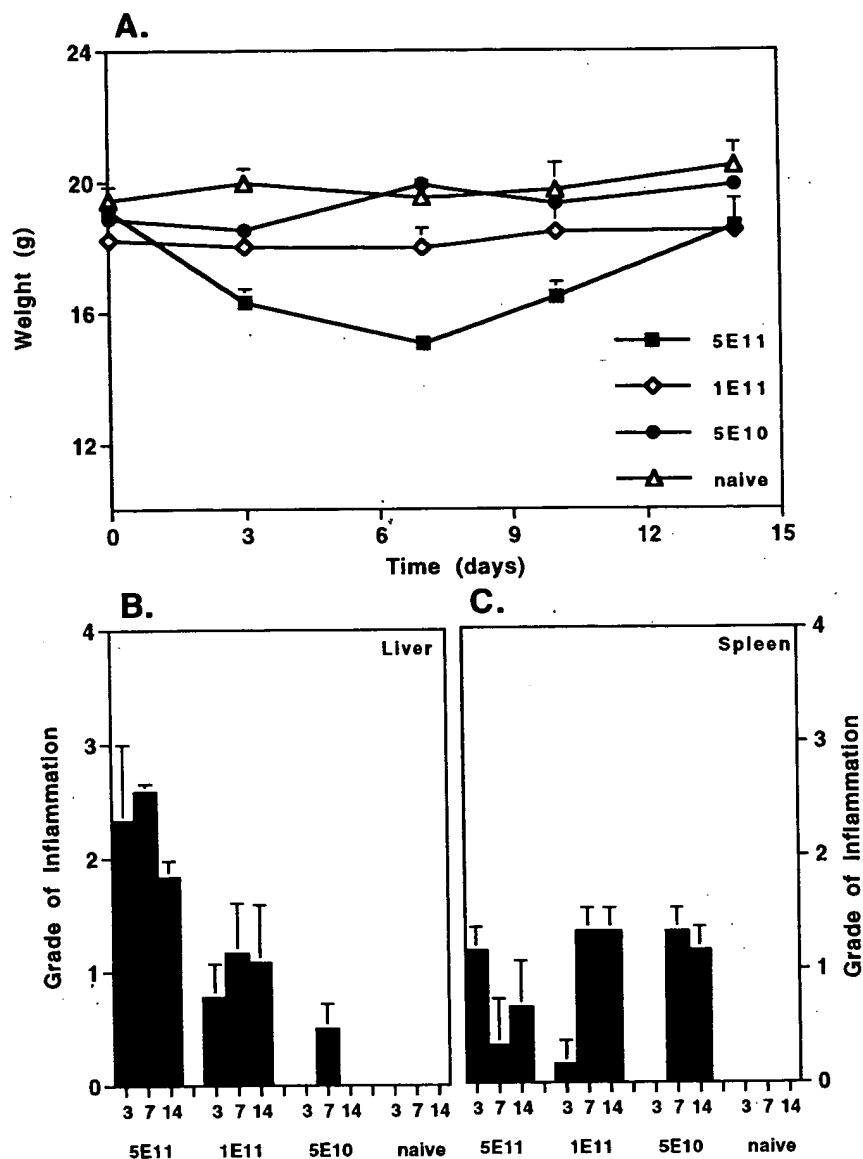 A.
24
20
16
12
Weight (g)
5E11
1E11
5E10
naive
0 3 6 9 12 15
Time (days)
B.
Liver
4
3
2
1
0
Grade of Inflammation
3 7 14 3 7 14 3 7 14 3 7 14
5E11 1E11 5E10 naive
C.
Spleen
4
3
2
1
0
Grade of Inflammation
3 7 14 3 7 14 3 7 14 3 7 14
5E11 1E11 5E10 naive